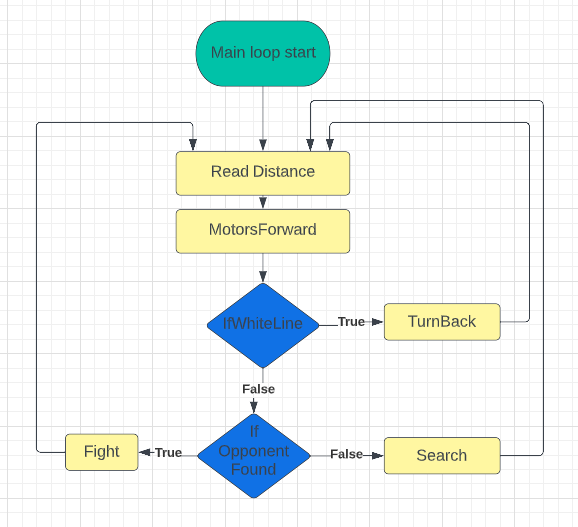 Main loop start
Read Distance
MotorsForward
IfWhiteLine
True
TurnBack
False
If
Opponent
Found
True
Fight
False
Search